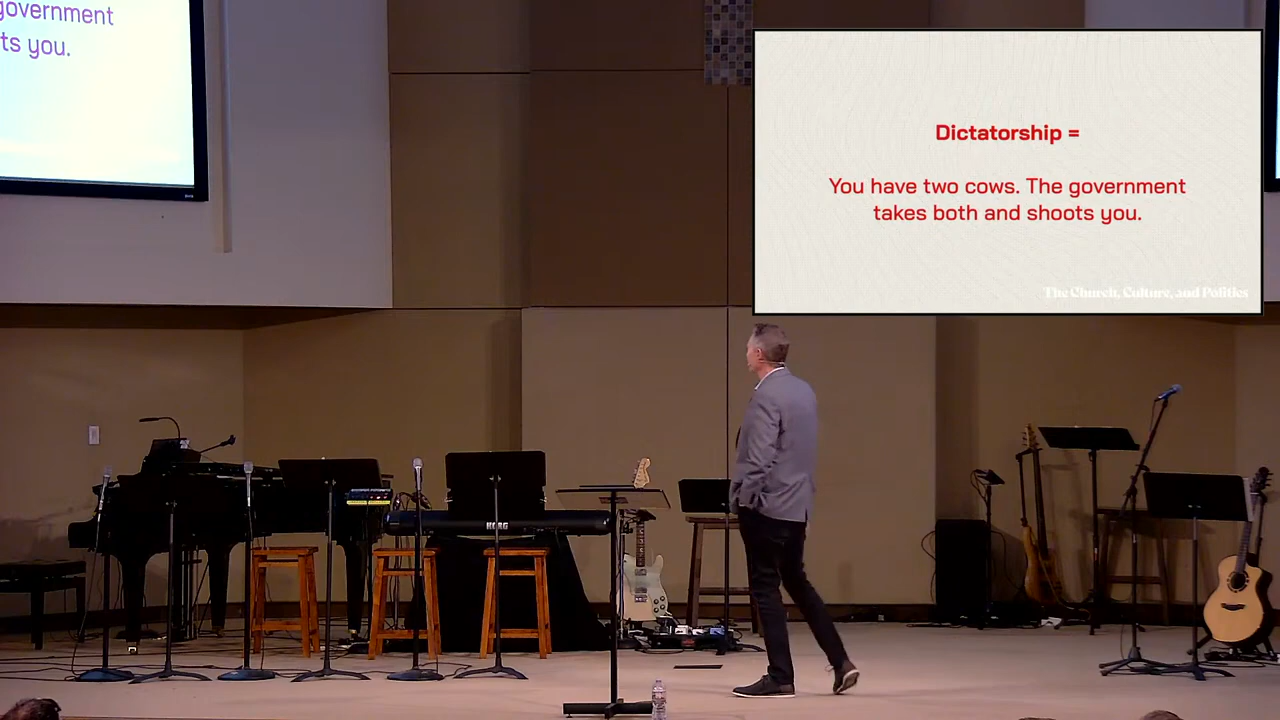 government
ts you.
Dictatorship =
You have two cows. The government
takes both and shoots you.
The Church, Culture, and Politics
KORG